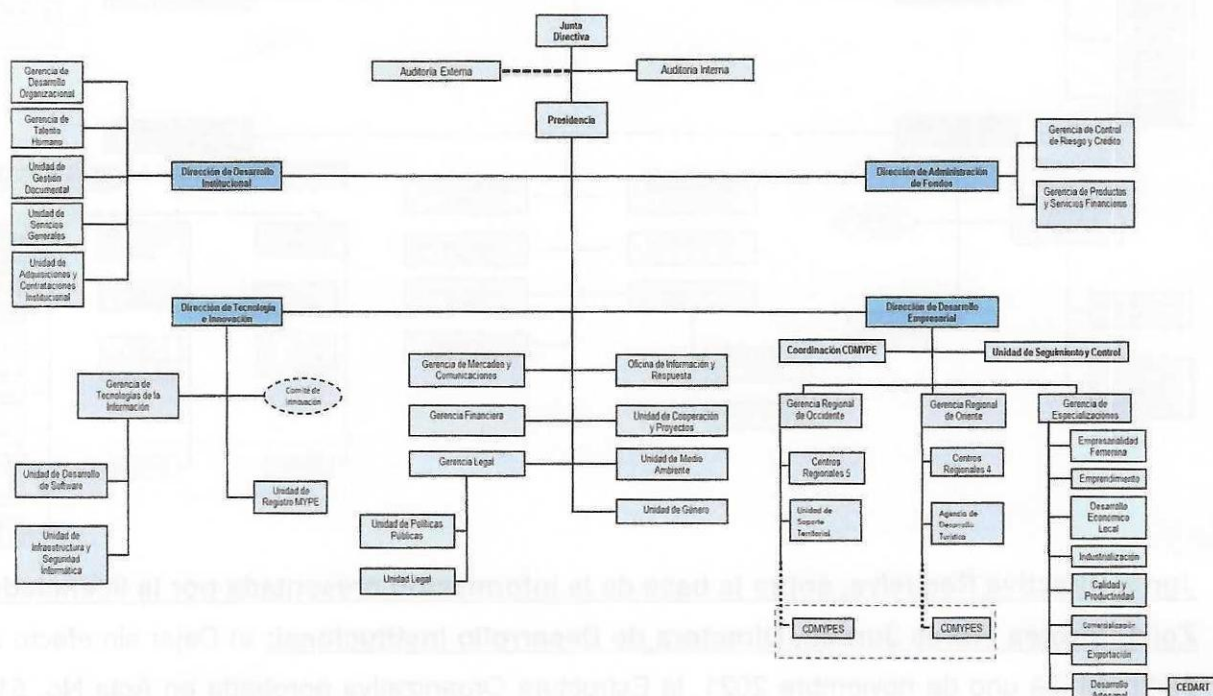 Junta
Directiva
Auditoría Externa
Auditoria Interna
Presidencia
Gerencia de
Desarrollo
Organizacional
Gerencia de
Talento
Humano
Unidad de
Gestión
Documental
Unidad de
Servicios
Generales
Unidad de
Adquisiciones y
Contrataciones
Institucional
Dirección de Desarrollo
Institucional
Dirección de Administración
de Fondos
Gerencia de Control
de Riesgo y Crédito
Gerencia de Productos
y Servicios Financieros
Dirección de Tecnología
e Innovación
Dirección de Desarrollo
Empresarial
Gerencia de
Tecnologías de la
Información
Comité de
Innovación
Unidad de Desarrollo
de Software
Unidad de
Registro MYPE
Unidad de
Infraestructura y
Seguridad
Informática
Gerencia de Mercadeo y
Comunicaciones
Oficina de Información y
Respuesta
Gerencia Financiera
Unidad de Cooperación
y Proyectos
Gerencia Legal
Unidad de Medio
Ambiente
Unidad de Género
Unidad de Políticas
Públicas
Unidad Legal
Coordinación CDMYPE
Unidad de Seguimiento y Control
Gerencia Regional
de Occidente
Gerencia Regional
de Oriente
Gerencia de
Especializaciones
Centros
Regionales 5
Centros
Regionales 4
Unidad de
Soporte
Territorial
Agencia de
Desarrollo
Turística
CDMYPES
CDMYPES
Empresarialidad
Femenina
Emprendimiento
Desarrollo
Económico
Local
Industrialización
Calidad y
Productividad
Comercialización
Exportación
Desarrollo
CEDART